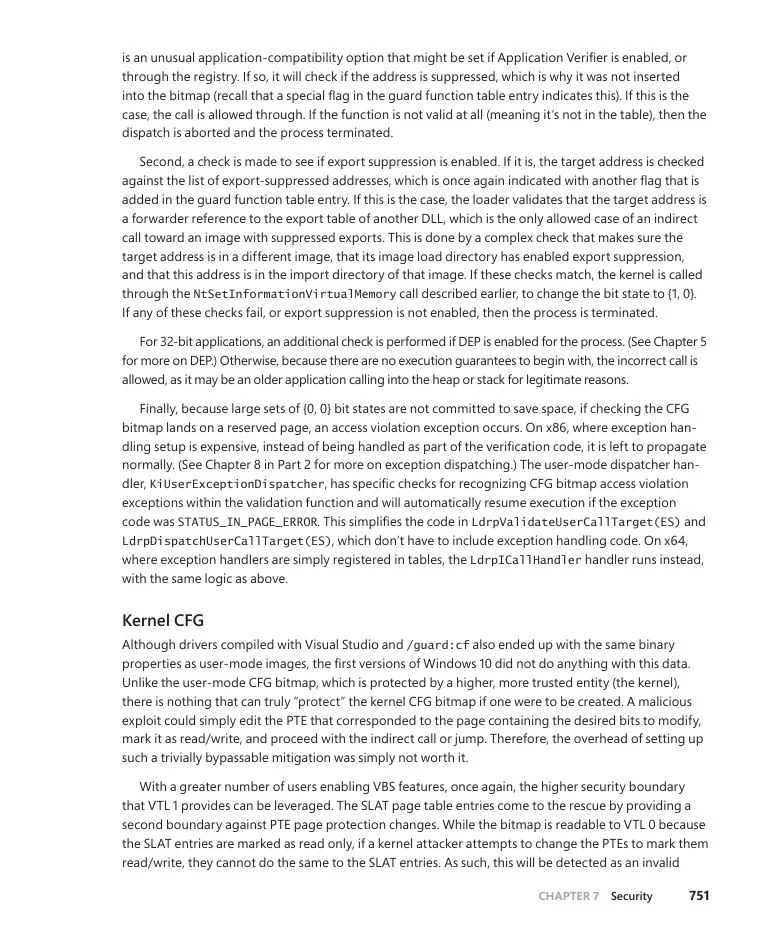 is an unusual application-compatibility option that might be set if Application Verifier is enabled, or
through the registry. If so, it will check if the address is suppressed, which is why it was not inserted
into the bitmap (recall that a special flag in the guard function table entry indicates this). If this is the
case, the call is allowed through. If the function is not valid at all (meaning it’s not in the table), then the
dispatch is aborted and the process terminated.
Second, a check is made to see if export suppression is enabled. If it is, the target address is checked
against the list of export-suppressed addresses, which is once again indicated with another flag that is
added in the guard function table entry. If this is the case, the loader validates that the target address is
a forwarder reference to the export table of another DLL, which is the only allowed case of an indirect
call toward an image with suppressed exports. This is done by a complex check that makes sure the
target address is in a different image, that its image load directory has enabled export suppression,
and that this address is in the import directory of that image. If these checks match, the kernel is called
through the NtSetInformationVirtualMemory call described earlier, to change the bit state to {1, 0}.
If any of these checks fail, or export suppression is not enabled, then the process is terminated.
For 32-bit applications, an additional check is performed if DEP is enabled for the process. (See Chapter 5
for more on DEP.) Otherwise, because there are no execution guarantees to begin with, the incorrect call is
allowed, as it may be an older application calling into the heap or stack for legitimate reasons.
Finally, because large sets of {0, 0} bit states are not committed to save space, if checking the CFG
bitmap lands on a reserved page, an access violation exception occurs. On x86, where exception han-
dling setup is expensive, instead of being handled as part of the verification code, it is left to propagate
normally. (See Chapter 8 in Part 2 for more on exception dispatching.) The user-mode dispatcher han-
dler, KiUserExceptionDispatcher, has specific checks for recognizing CFG bitmap access violation
exceptions within the validation function and will automatically resume execution if the exception
code was STATUS_IN_PAGE_ERROR. This simplifies the code in LdrpValidateUserCallTarget(ES) and
LdrpDispatchUserCallTarget(ES), which don’t have to include exception handling code. On x64,
where exception handlers are simply registered in tables, the LdrpICallHandler handler runs instead,
with the same logic as above.
Kernel CFG
Although drivers compiled with Visual Studio and /guard:cf also ended up with the same binary
properties as user-mode images, the first versions of Windows 10 did not do anything with this data.
Unlike the user-mode CFG bitmap, which is protected by a higher, more trusted entity (the kernel),
there is nothing that can truly “protect” the kernel CFG bitmap if one were to be created. A malicious
exploit could simply edit the PTE that corresponded to the page containing the desired bits to modify,
mark it as read/write, and proceed with the indirect call or jump. Therefore, the overhead of setting up
such a trivially bypassable mitigation was simply not worth it.
With a greater number of users enabling VBS features, once again, the higher security boundary
that VTL 1 provides can be leveraged. The SLAT page table entries come to the rescue by providing a
second boundary against PTE page protection changes. While the bitmap is readable to VTL 0 because
the SLAT entries are marked as read only, if a kernel attacker attempts to change the PTEs to mark them
read/write, they cannot do the same to the SLAT entries. As such, this will be detected as an invalid
CHAPTER 7 Security 751